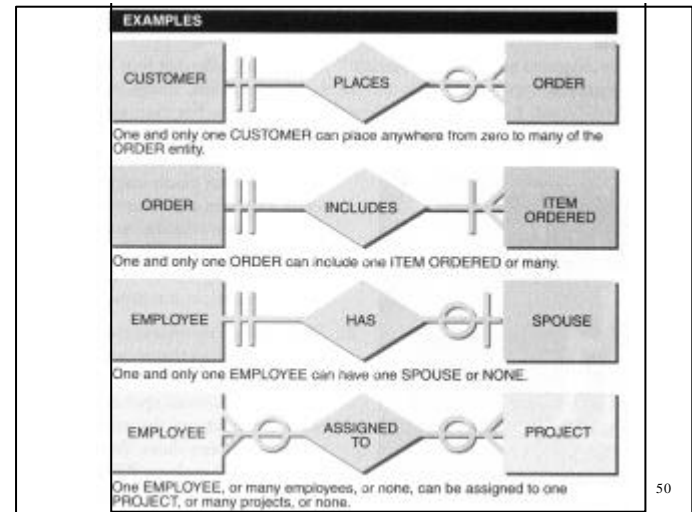 EXAMPLES
CUSTOMER PLACES ORDER
One and only one CUSTOMER can place anywhere from zero to many of the
ORDER entity.
ORDER INCLUDES ITEM
ORDERED
One and only one ORDER can include one ITEM ORDERED or many.
EMPLOYEE HAS SPOUSE
One and only one EMPLOYEE can have one SPOUSE or NONE.
EMPLOYEE ASSIGNED
TO PROJECT
One EMPLOYEE, or many employees, or none, can be assigned to one
PROJECT, or many projects, or none.
50